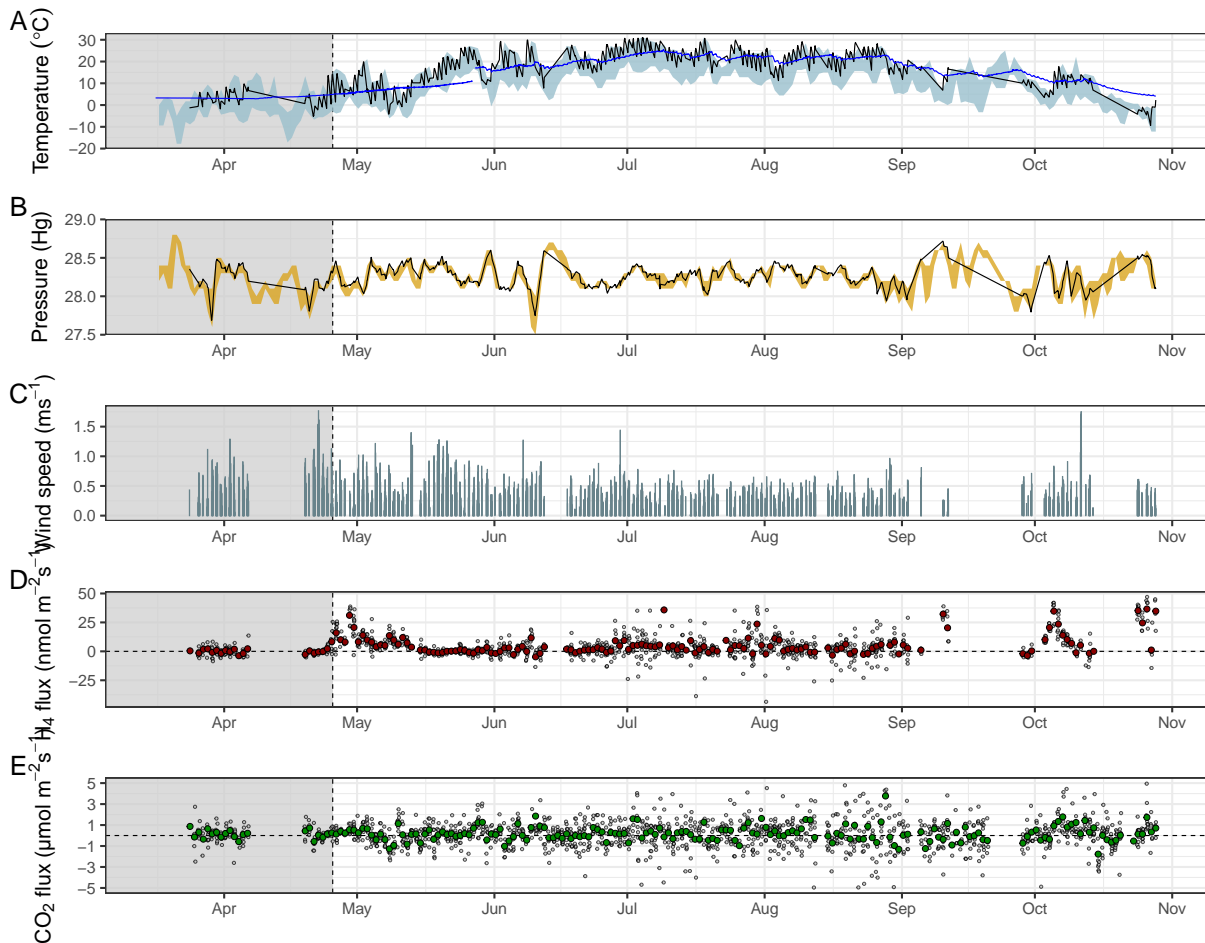 A
Temperature (°C)
30
20
10
0
−10
−20
Apr May Jun Jul Aug Sep Oct Nov
B
Pressure (Hg)
29.0
28.5
28.0
27.5
Apr May Jun Jul Aug Sep Oct Nov
C
Wind speed (ms⁻¹)
1.5
1.0
0.5
0.0
Apr May Jun Jul Aug Sep Oct Nov
D
H₄ flux (nmol m⁻²s⁻¹)
50
25
0
−25
Apr May Jun Jul Aug Sep Oct Nov
E
CO₂ flux (µmol m⁻²s⁻¹)
5
3
1
−1
−3
−5
Apr May Jun Jul Aug Sep Oct Nov